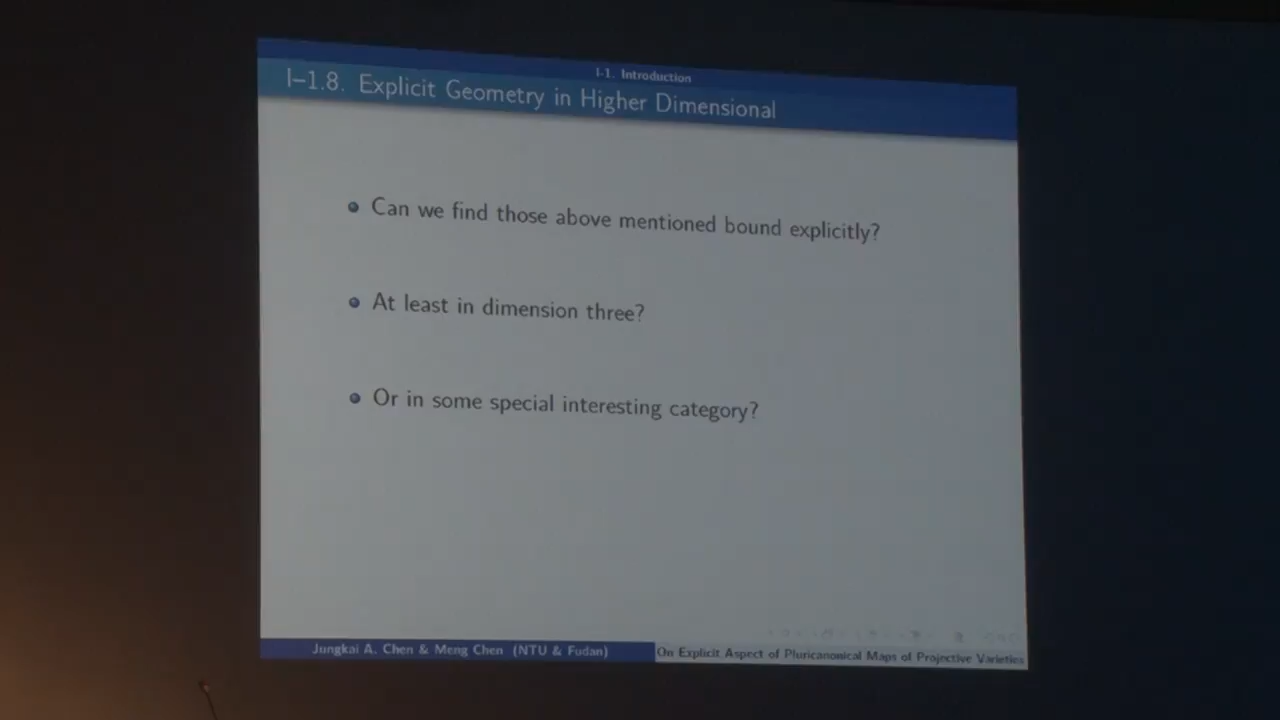 I-1. Introduction
I–1.8. Explicit Geometry in Higher Dimensional
Can we find those above mentioned bound explicitly?
At least in dimension three?
Or in some special interesting category?
Jungkai A. Chen & Meng Chen (NTU & Fudan)
On Explicit Aspect of Pluricanonical Maps of Projective Varieties